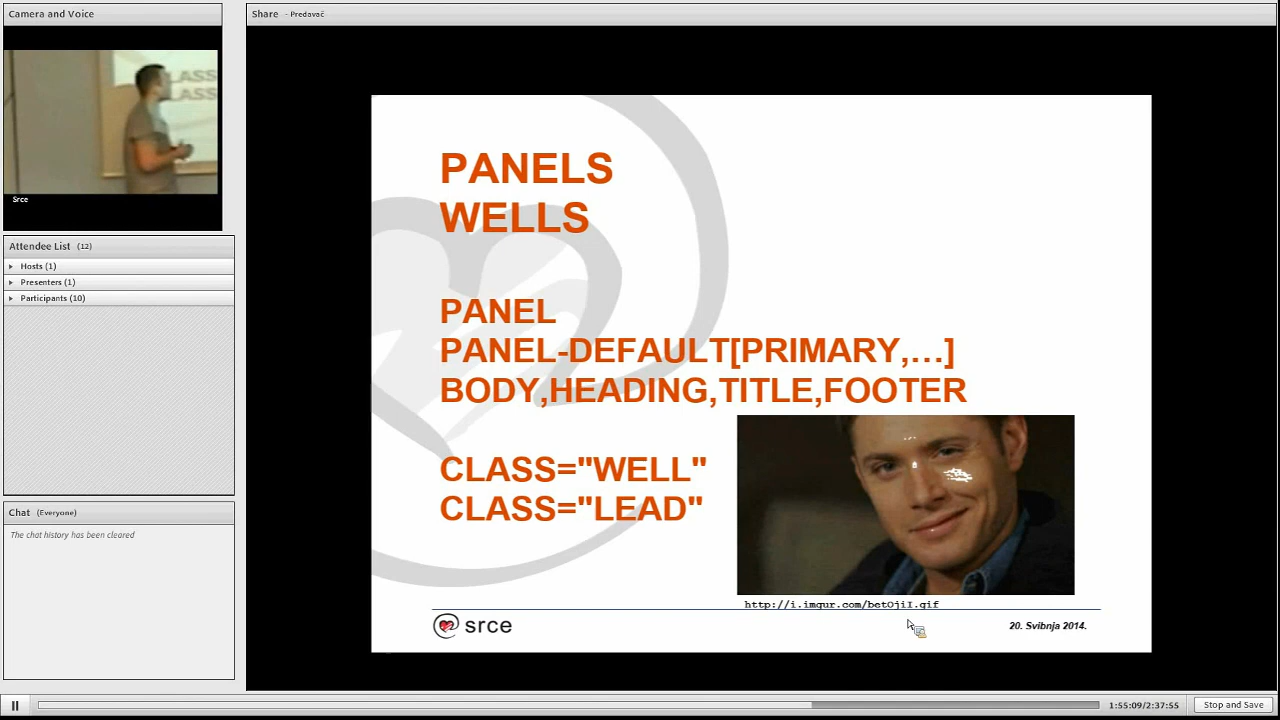 Camera and Voice
LASS
LASS
Srce
Attendee List (12)
Hosts (1)
Presenters (1)
Participants (10)
Chat (Everyone)
The chat history has been cleared
Share - Predavač
PANELS
WELLS
PANEL
PANEL-DEFAULT[PRIMARY,...]
BODY,HEADING,TITLE,FOOTER
CLASS="WELL"
CLASS="LEAD"
http://i.imgur.com/betOjiI.gif
srce
20. Svibnja 2014.
1:55:09/2:37:55
Stop and Save